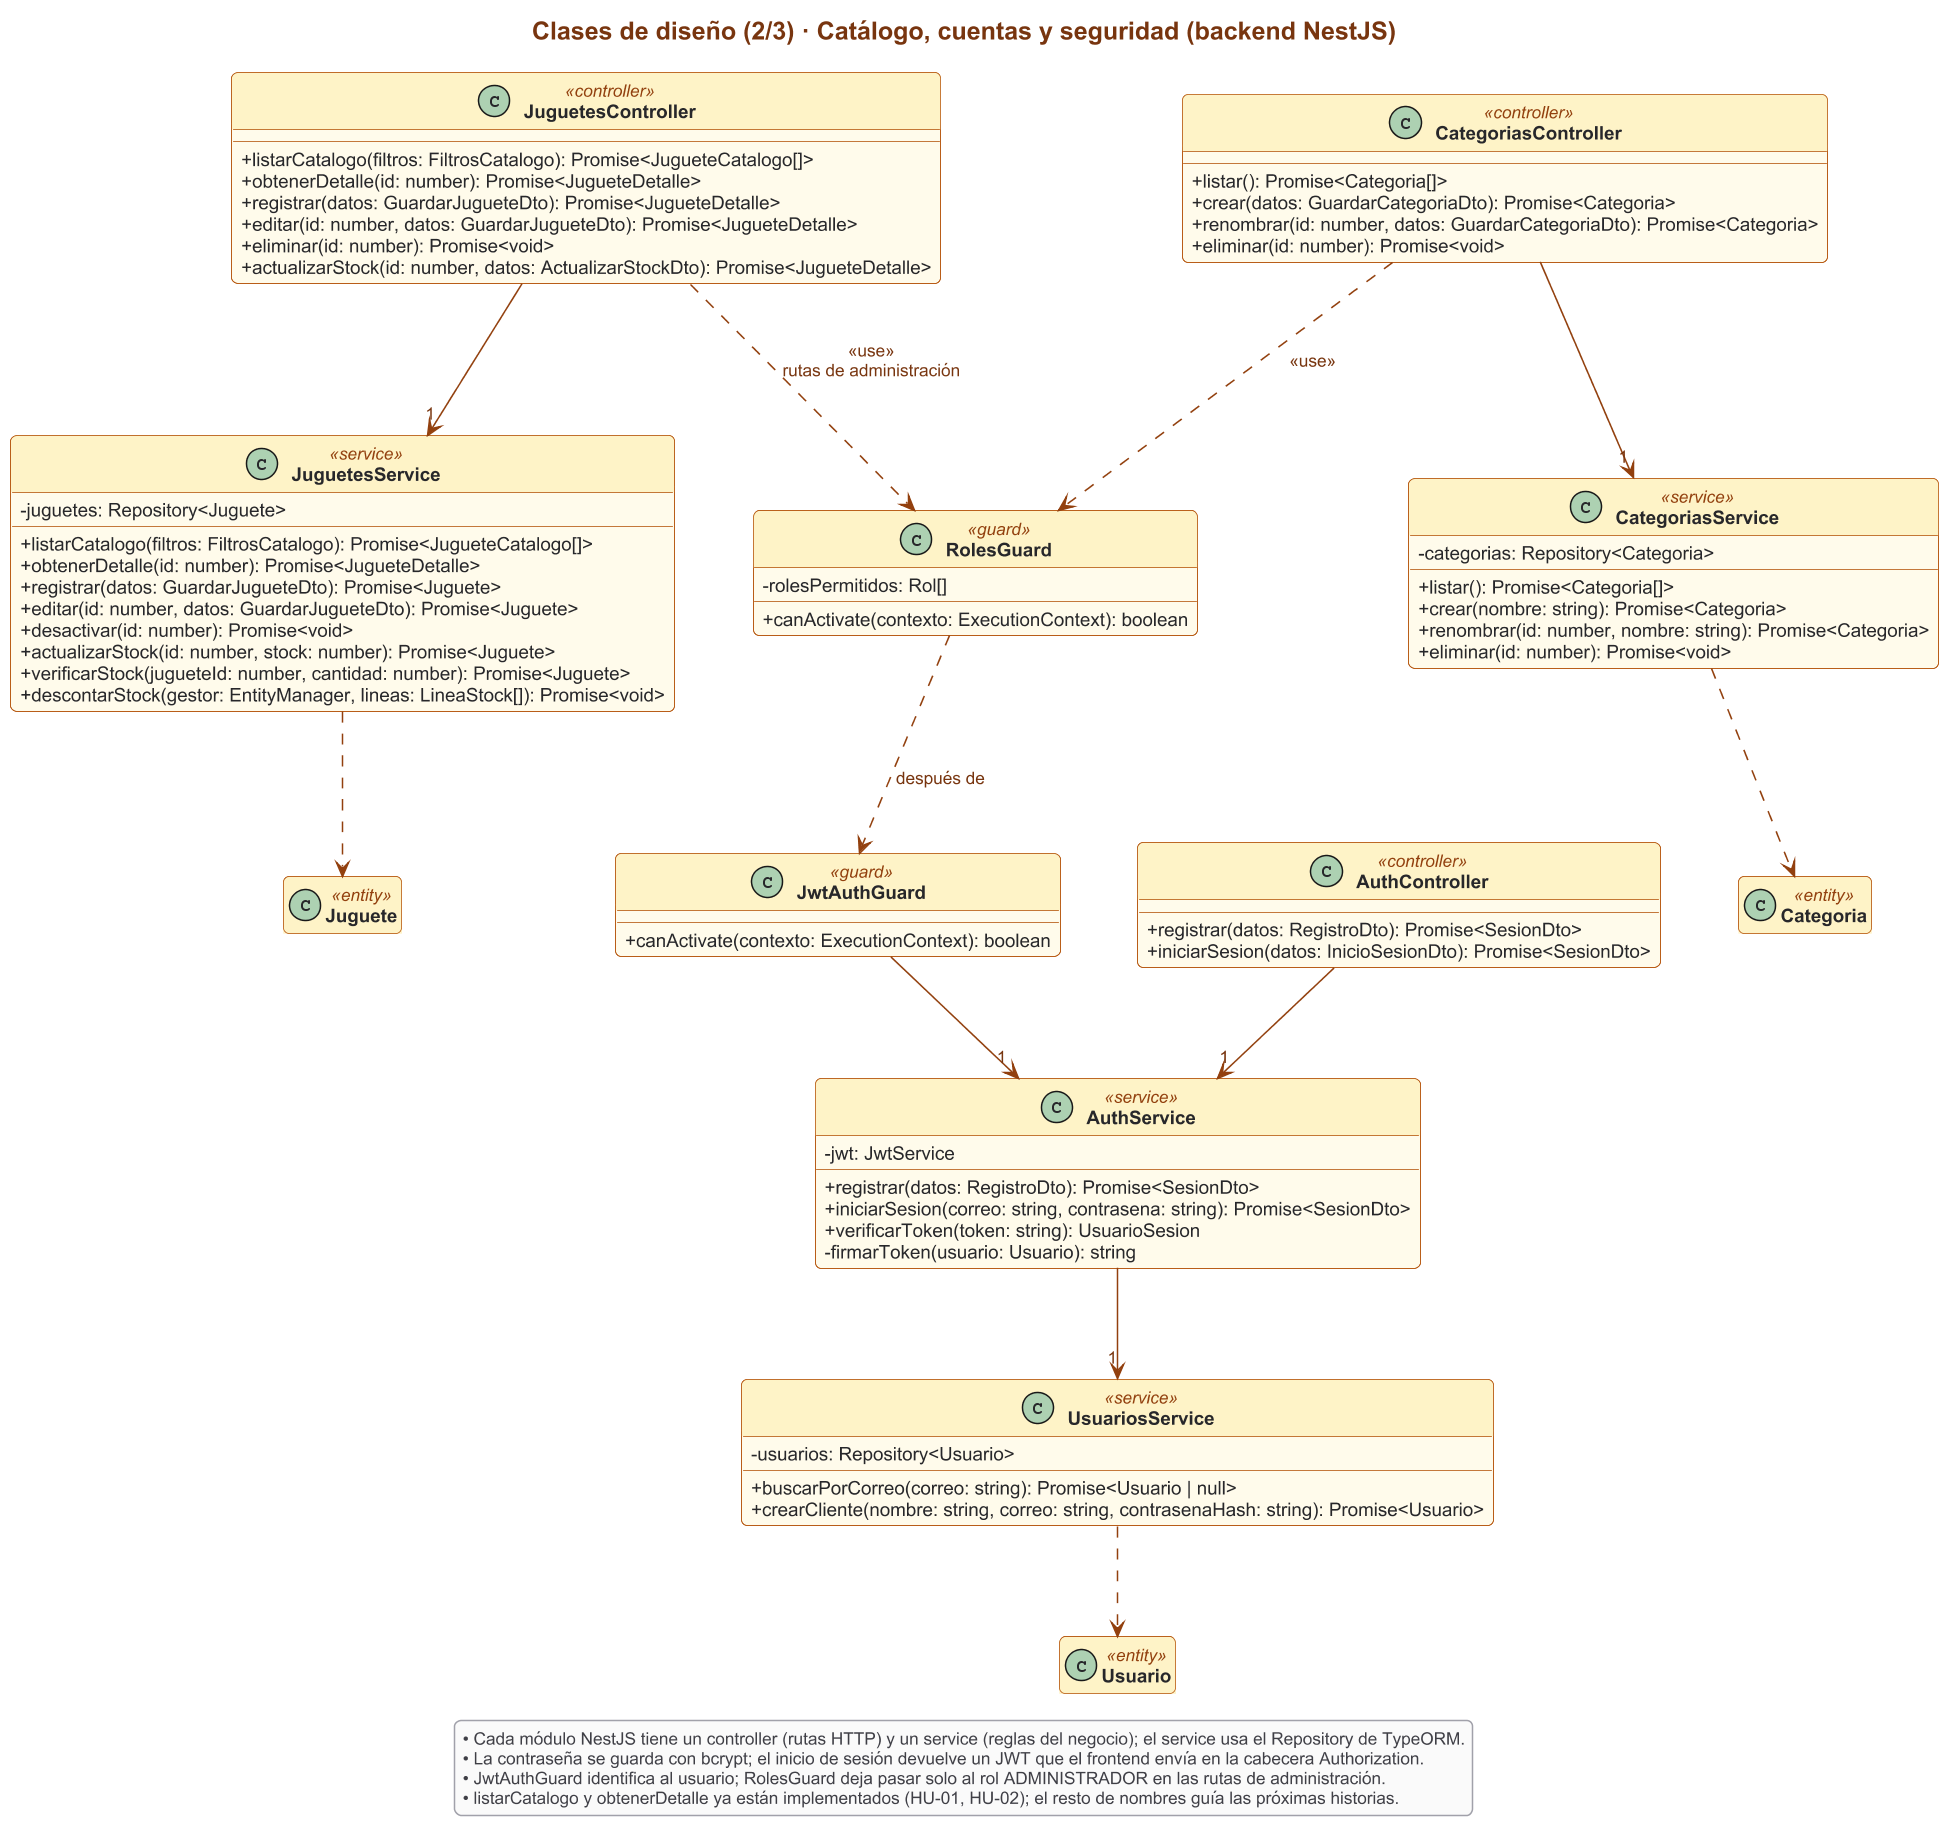 Clases de diseño (2/3) · Catálogo, cuentas y seguridad (backend NestJS)
C
«controller»
JuguetesController
+listarCatalogo(filtros: FiltrosCatalogo): Promise<JugueteCatalogo[]>
+obtenerDetalle(id: number): Promise<JugueteDetalle>
+registrar(datos: GuardarJugueteDto): Promise<JugueteDetalle>
+editar(id: number, datos: GuardarJugueteDto): Promise<JugueteDetalle>
+eliminar(id: number): Promise<void>
+actualizarStock(id: number, datos: ActualizarStockDto): Promise<JugueteDetalle>
C
«controller»
CategoriasController
+listar(): Promise<Categoria[]>
+crear(datos: GuardarCategoriaDto): Promise<Categoria>
+renombrar(id: number, datos: GuardarCategoriaDto): Promise<Categoria>
+eliminar(id: number): Promise<void>
«use»
rutas de administración
«use»
1
1
C
«service»
JuguetesService
-juguetes: Repository<Juguete>
+listarCatalogo(filtros: FiltrosCatalogo): Promise<JugueteCatalogo[]>
+obtenerDetalle(id: number): Promise<JugueteDetalle>
+registrar(datos: GuardarJugueteDto): Promise<Juguete>
+editar(id: number, datos: GuardarJugueteDto): Promise<Juguete>
+desactivar(id: number): Promise<void>
+actualizarStock(id: number, stock: number): Promise<Juguete>
+verificarStock(jugueteId: number, cantidad: number): Promise<Juguete>
+descontarStock(gestor: EntityManager, lineas: LineaStock[]): Promise<void>
C
«guard»
RolesGuard
-rolesPermitidos: Rol[]
+canActivate(contexto: ExecutionContext): boolean
C
«service»
CategoriasService
-categorias: Repository<Categoria>
+listar(): Promise<Categoria[]>
+crear(nombre: string): Promise<Categoria>
+renombrar(id: number, nombre: string): Promise<Categoria>
+eliminar(id: number): Promise<void>
después de
C
«entity»
Juguete
C
«guard»
JwtAuthGuard
+canActivate(contexto: ExecutionContext): boolean
C
«controller»
AuthController
+registrar(datos: RegistroDto): Promise<SesionDto>
+iniciarSesion(datos: InicioSesionDto): Promise<SesionDto>
C
«entity»
Categoria
1
1
C
«service»
AuthService
-jwt: JwtService
+registrar(datos: RegistroDto): Promise<SesionDto>
+iniciarSesion(correo: string, contrasena: string): Promise<SesionDto>
+verificarToken(token: string): UsuarioSesion
-firmarToken(usuario: Usuario): string
1
C
«service»
UsuariosService
-usuarios: Repository<Usuario>
+buscarPorCorreo(correo: string): Promise<Usuario | null>
+crearCliente(nombre: string, correo: string, contrasenaHash: string): Promise<Usuario>
C
«entity»
Usuario
• Cada módulo NestJS tiene un controller (rutas HTTP) y un service (reglas del negocio); el service usa el Repository de TypeORM.
• La contraseña se guarda con bcrypt; el inicio de sesión devuelve un JWT que el frontend envía en la cabecera Authorization.
• JwtAuthGuard identifica al usuario; RolesGuard deja pasar solo al rol ADMINISTRADOR en las rutas de administración.
• listarCatalogo y obtenerDetalle ya están implementados (HU-01, HU-02); el resto de nombres guía las próximas historias.